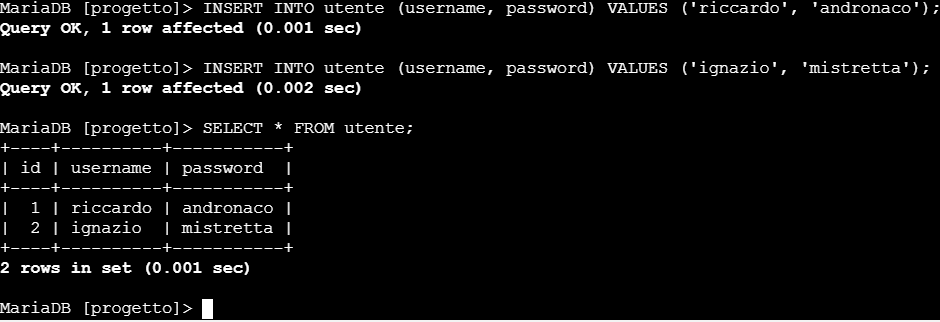 MariaDB [progetto]> INSERT INTO utente (username, password) VALUES ('riccardo', 'andronaco');
Query OK, 1 row affected (0.001 sec)
MariaDB [progetto]> INSERT INTO utente (username, password) VALUES ('ignazio', 'mistretta');
Query OK, 1 row affected (0.002 sec)
MariaDB [progetto]> SELECT * FROM utente;
+----+----------+-----------+
| id | username | password  |
+----+----------+-----------+
|  1 | riccardo | andronaco |
|  2 | ignazio  | mistretta |
+----+----------+-----------+
2 rows in set (0.001 sec)
MariaDB [progetto]>